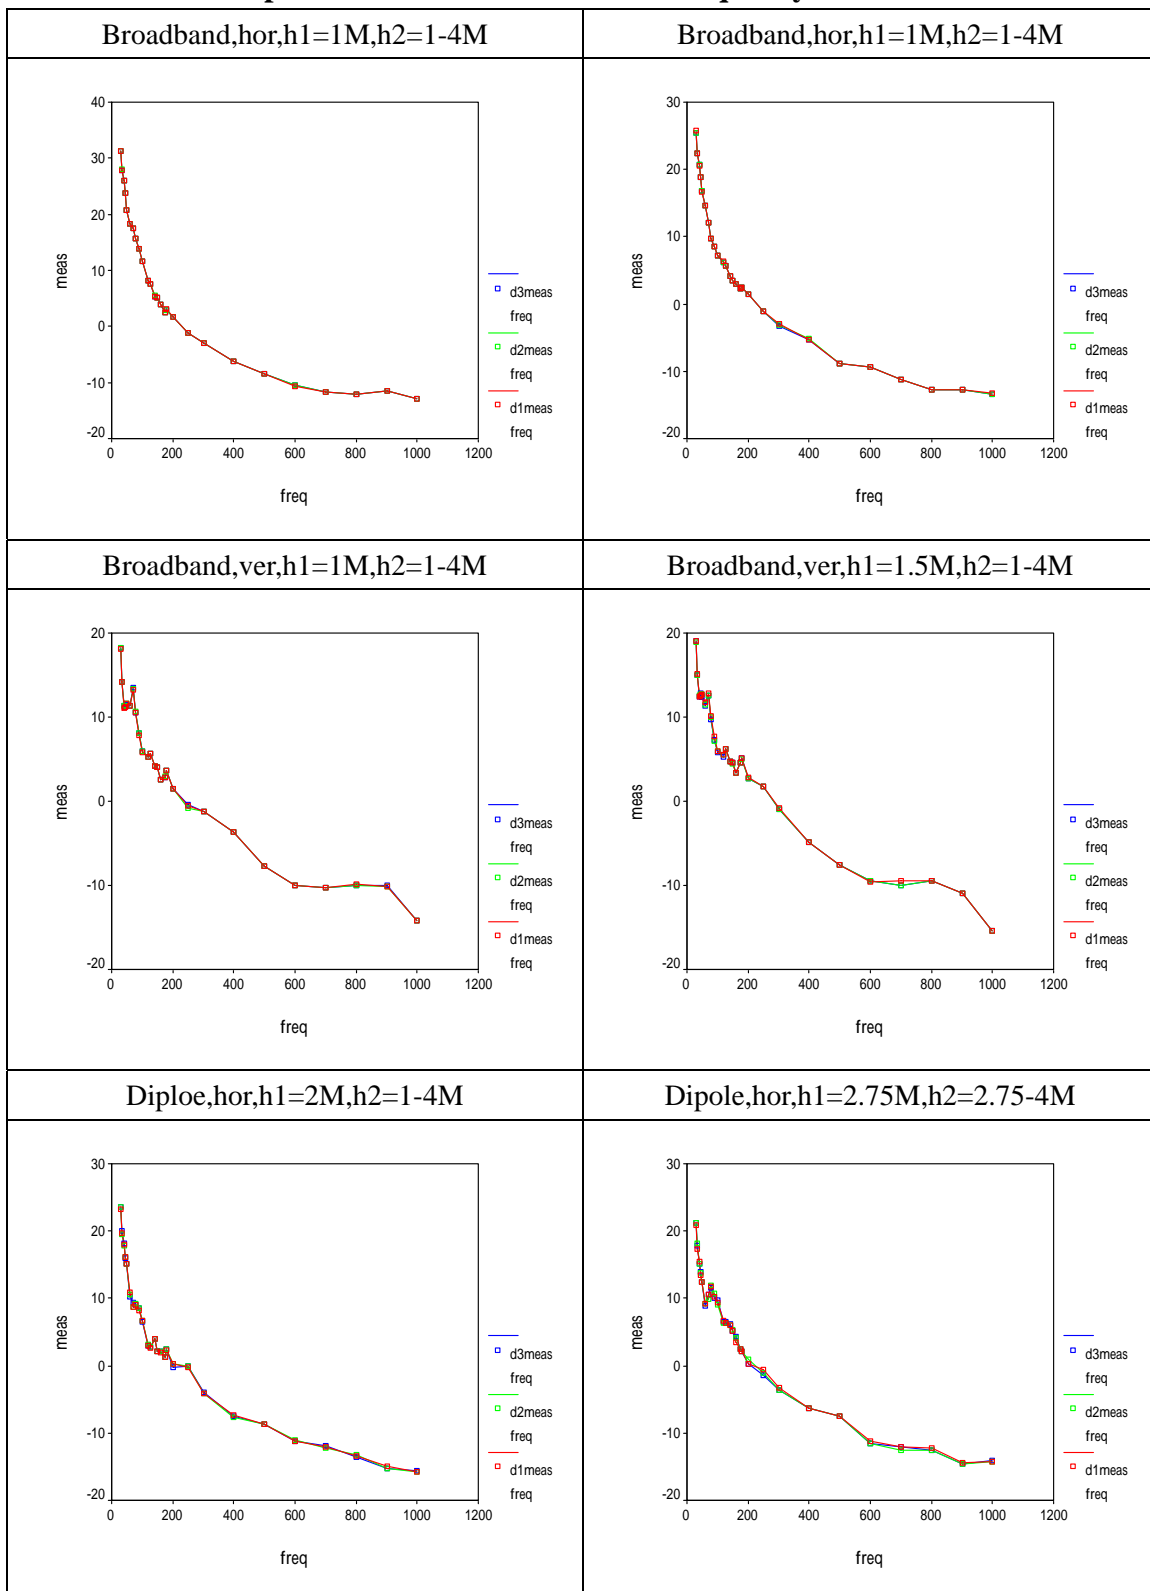 Broadband,hor,h1=1M,h2=1-4M
Broadband,hor,h1=1M,h2=1-4M
40
30
20
10
0
-10
-20
meas
0 200 400 600 800 1000 1200
freq
d3meas
freq
d2meas
freq
d1meas
freq
30
20
10
0
-10
-20
meas
0 200 400 600 800 1000 1200
freq
d3meas
freq
d2meas
freq
d1meas
freq
Broadband,ver,h1=1M,h2=1-4M
Broadband,ver,h1=1.5M,h2=1-4M
20
10
0
-10
-20
meas
0 200 400 600 800 1000 1200
freq
d3meas
freq
d2meas
freq
d1meas
freq
20
10
0
-10
-20
meas
0 200 400 600 800 1000 1200
freq
d3meas
freq
d2meas
freq
d1meas
freq
Diploe,hor,h1=2M,h2=1-4M
Dipole,hor,h1=2.75M,h2=2.75-4M
30
20
10
0
-10
-20
meas
0 200 400 600 800 1000 1200
freq
d3meas
freq
d2meas
freq
d1meas
freq
30
20
10
0
-10
-20
meas
0 200 400 600 800 1000 1200
freq
d3meas
freq
d2meas
freq
d1meas
freq